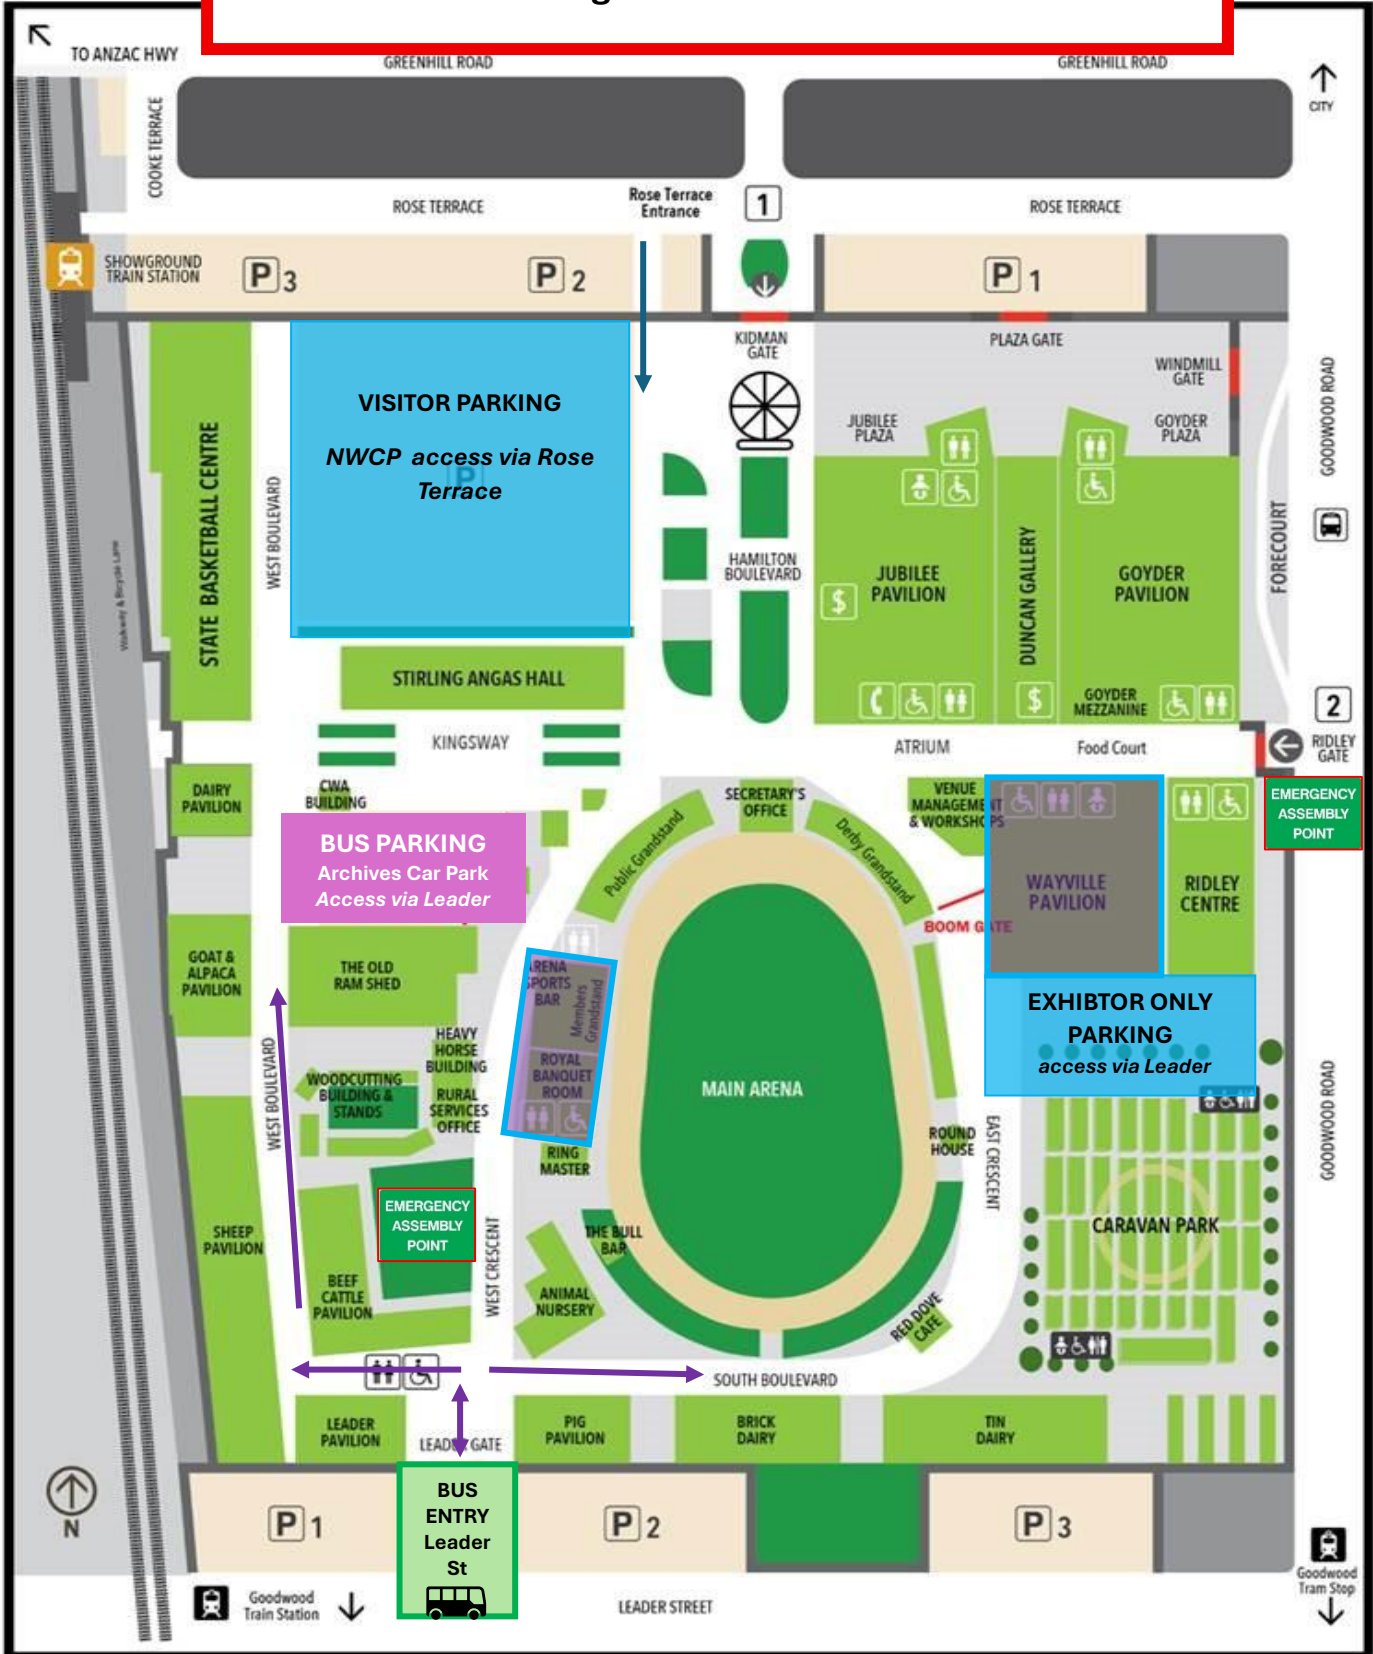 TO ANZAC HWY
GREENHILL ROAD
GREENHILL ROAD
CITY
COOKE TERRACE
ROSE TERRACE
Rose Terrace
Entrance
1
ROSE TERRACE
SHOWGROUND
TRAIN STATION
P 3
P 2
P 1
KIDMAN
GATE
PLAZA GATE
WINDMILL
GATE
VISITOR PARKING
NWCP access via Rose
Terrace
P
JUBILEE
PLAZA
GOYDER
PLAZA
GOODWOOD ROAD
STATE BASKETBALL CENTRE
WEST BOULEVARD
Walkway & Bicycle Lane
HAMILTON
BOULEVARD
JUBILEE
PAVILION
$
DUNCAN GALLERY
GOYDER
PAVILION
FORECOURT
STIRLING ANGAS HALL
$
GOYDER
MEZZANINE
2
RIDLEY
GATE
KINGSWAY
ATRIUM
Food Court
DAIRY
PAVILION
CWA
BUILDING
SECRETARY'S
OFFICE
VENUE
MANAGEMENT
& WORKSHOPS
EMERGENCY
ASSEMBLY
POINT
BUS PARKING
Archives Car Park
Access via Leader
Public Grandstand
Derby Grandstand
WAYVILLE
PAVILION
RIDLEY
CENTRE
BOOM GATE
GOAT &
ALPACA
PAVILION
THE OLD
RAM SHED
ARENA
SPORTS
BAR
Members
Grandstand
EXHIBTOR ONLY
PARKING
access via Leader
HEAVY
HORSE
BUILDING
ROYAL
BANQUET
ROOM
WEST BOULEVARD
WOODCUTTING
BUILDING &
STANDS
RURAL
SERVICES
OFFICE
MAIN ARENA
RING
MASTER
ROUND
HOUSE
EAST CRESCENT
GOODWOOD ROAD
EMERGENCY
ASSEMBLY
POINT
SHEEP
PAVILION
WEST CRESCENT
THE BULL
BAR
CARAVAN PARK
BEEF
CATTLE
PAVILION
ANIMAL
NURSERY
RED DOVE
CAFE
SOUTH BOULEVARD
LEADER
PAVILION
LEADER GATE
PIG
PAVILION
BRICK
DAIRY
TIN
DAIRY
N
P 1
BUS
ENTRY
Leader
St
P 2
P 3
Goodwood
Train Station
LEADER STREET
Goodwood
Tram Stop